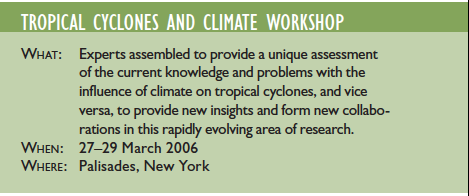 TROPICAL CYCLONES AND CLIMATE WORKSHOP
WHAT: Experts assembled to provide a unique assessment
of the current knowledge and problems with the
influence of climate on tropical cyclones, and vice
versa, to provide new insights and form new collabo-
rations in this rapidly evolving area of research.
WHEN: 27–29 March 2006
WHERE: Palisades, New York